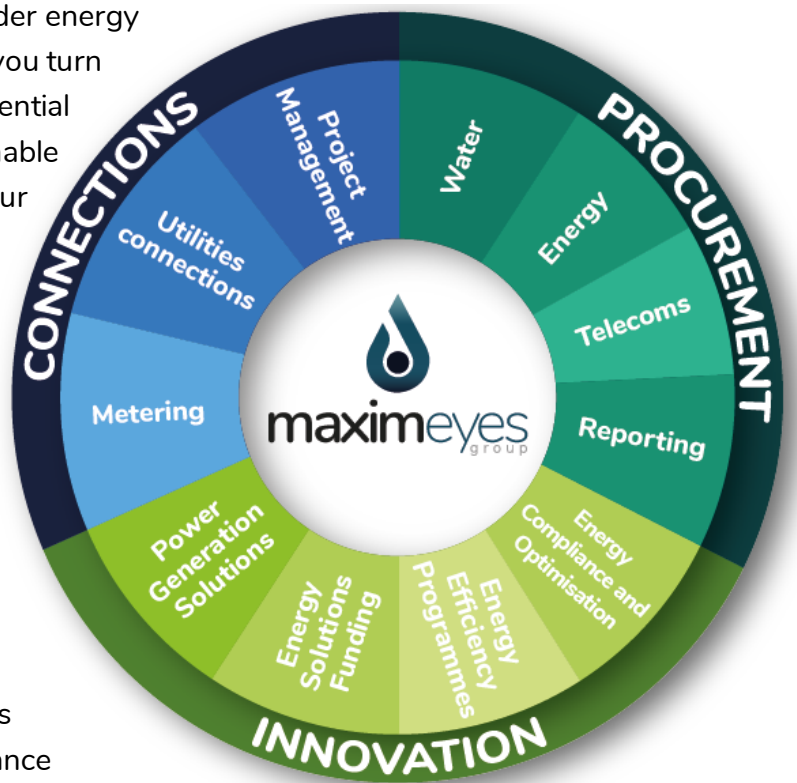 der energy
you turn
ential
nable
ur
CONNECTIONS
PROCUREMENT
INNOVATION
Project
Management
Utilities
connections
Metering
Water
Energy
Telecoms
Reporting
Energy
Compliance and
Optimisation
Energy
Efficiency
Programmes
Energy
Solutions
Funding
Power
Generation
Solutions
maximeyes
group
s
ance